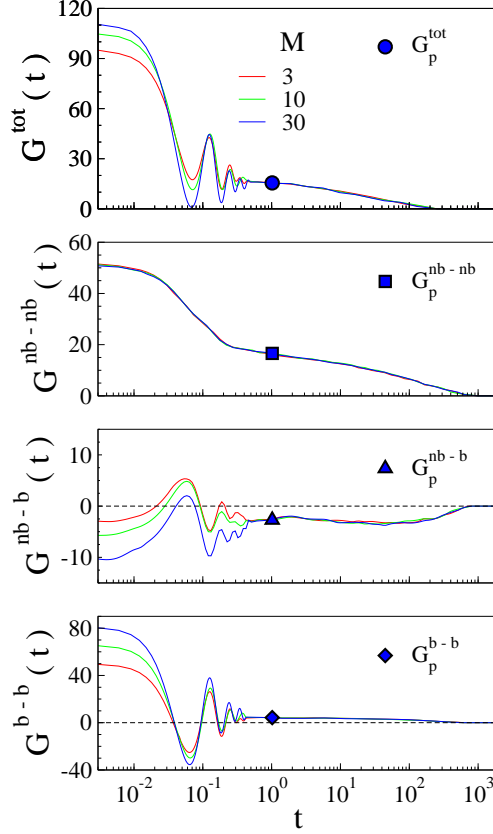 120
90
60
30
0
G^tot (t)
M
3
10
30
G_p^tot
60
40
20
0
G^nb - nb (t)
G_p^nb - nb
10
0
-10
G^nb - b (t)
G_p^nb - b
80
40
0
-40
G^b - b (t)
G_p^b - b
10^-2
10^-1
10^0
10^1
10^2
10^3
t